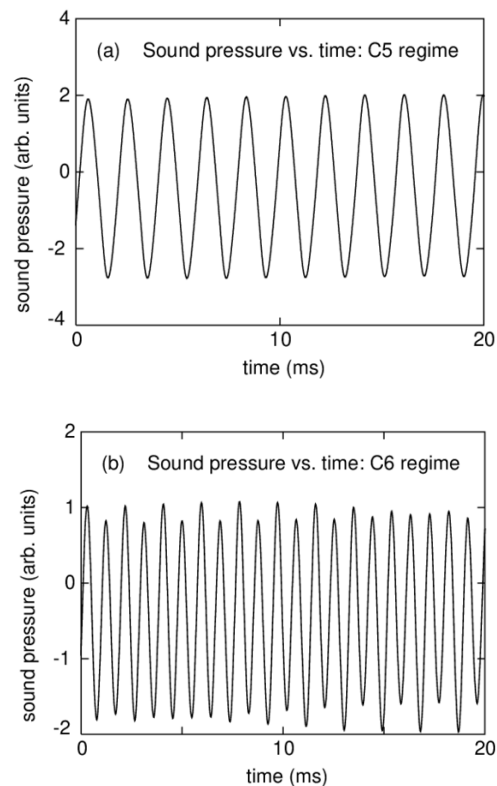 4
(a) Sound pressure vs. time: C5 regime
2
0
-2
-4
sound pressure (arb. units)
0 10 20
time (ms)
2
(b) Sound pressure vs. time: C6 regime
1
0
-1
-2
sound pressure (arb. units)
0 10 20
time (ms)